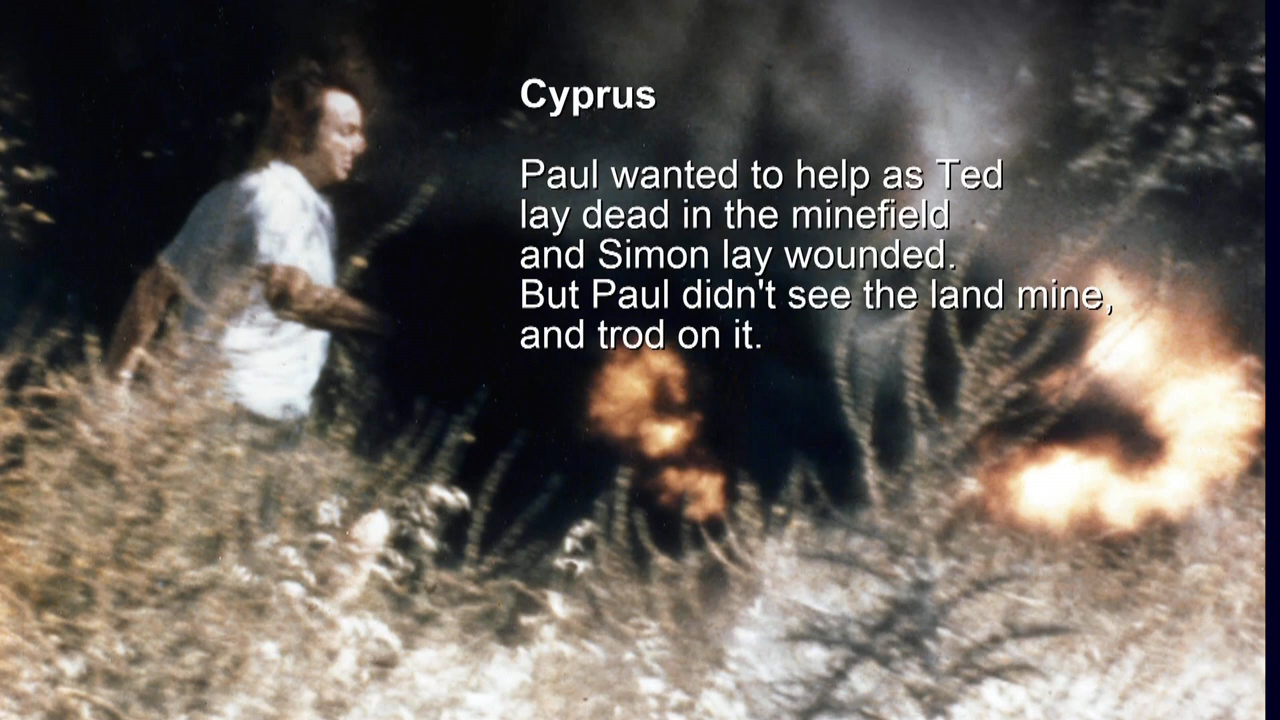 Cyprus
Paul wanted to help as Ted
lay dead in the minefield
and Simon lay wounded.
But Paul didn't see the land mine,
and trod on it.